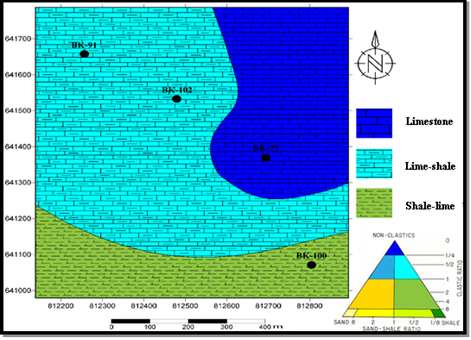 641700
641600
641500
641400
641300
641200
641100
641000
812200 812300 812400 812500 812600 812700 812800
BK-91
BK-102
BK-77
BK-100
N
Limestone
Lime-shale
Shale-lime
0 100 200 300 400 m
NON-CLASTICS
CLASTIC RATIO
0
1/4
1/2
1
2
4
8
SAND 8 2 1 1/2 1/8 SHALE
SAND-SHALE RATIO